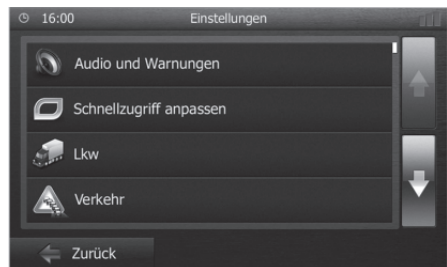 16:00 Einstellungen
Audio und Warnungen
Schnellzugriff anpassen
Lkw
Verkehr
Zurück